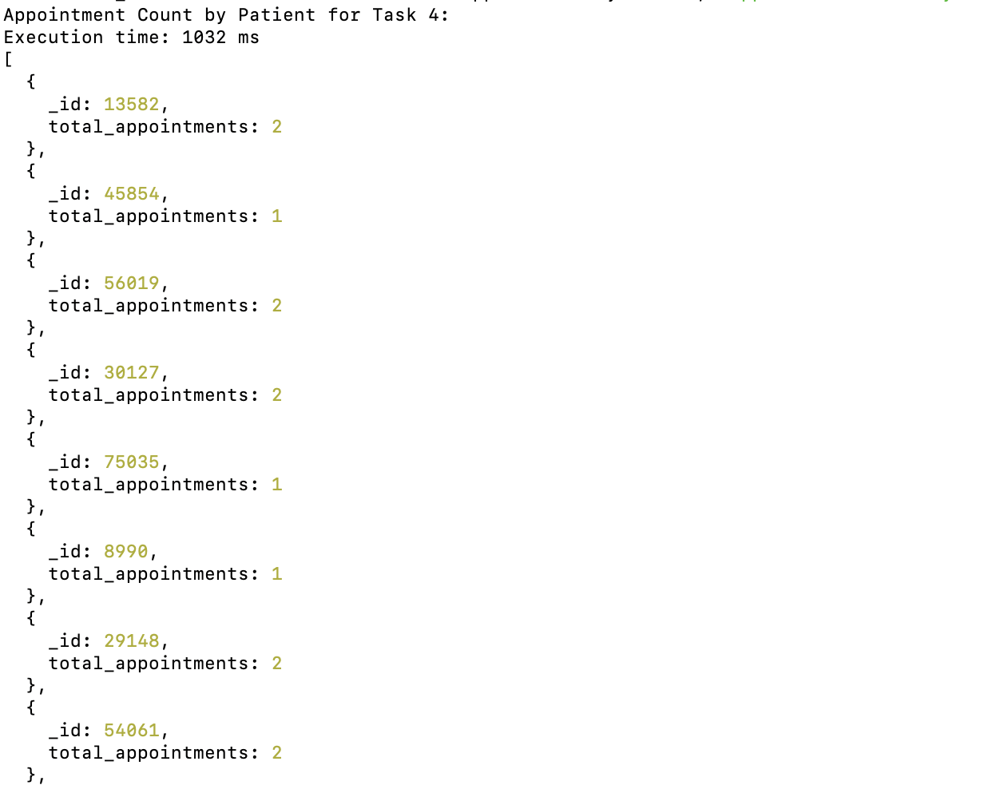 Appointment Count by Patient for Task 4:
Execution time: 1032 ms
[
  {
    _id: 13582,
    total_appointments: 2
  },
  {
    _id: 45854,
    total_appointments: 1
  },
  {
    _id: 56019,
    total_appointments: 2
  },
  {
    _id: 30127,
    total_appointments: 2
  },
  {
    _id: 75035,
    total_appointments: 1
  },
  {
    _id: 8990,
    total_appointments: 1
  },
  {
    _id: 29148,
    total_appointments: 2
  },
  {
    _id: 54061,
    total_appointments: 2
  },